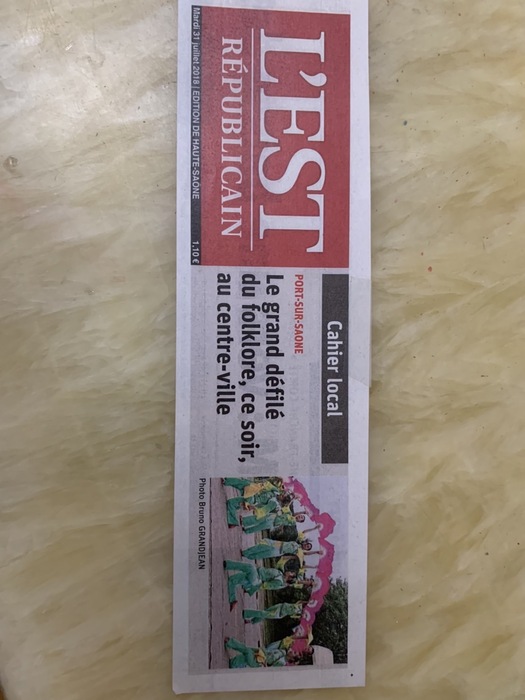 L'EST
RÉPUBLICAIN
Mardi 31 juillet 2018 | ÉDITION DE HAUTE-SAÔNE 1,10 €
Cahier local
PORT-SUR-SAONE
Le grand défilé
du folklore, ce soir,
au centre-ville
Photo Bruno GRANDJEAN